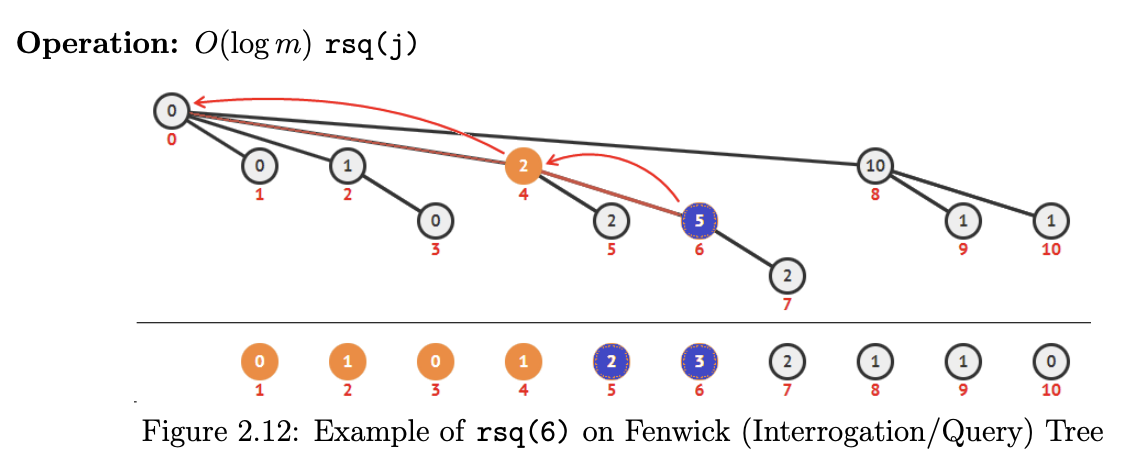 Operation: O(log m) rsq(j)
0
0
0 1 2 10
1 2 4 8
0 2 5 1 1
3 5 6 9 10
2
7
0 1 0 1 2 3 2 1 1 0
1 2 3 4 5 6 7 8 9 10
Figure 2.12: Example of rsq(6) on Fenwick (Interrogation/Query) Tree